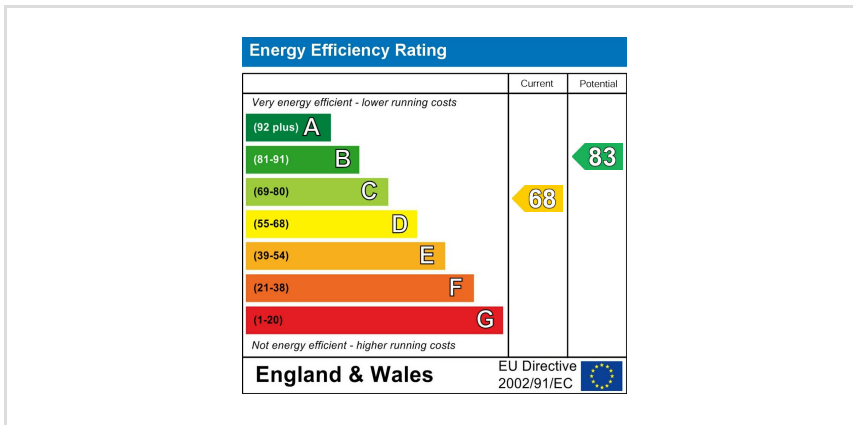 Energy Efficiency Rating
Current Potential
Very energy efficient - lower running costs
(92 plus) A
(81-91) B
83
(69-80) C
68
(55-68) D
(39-54) E
(21-38) F
(1-20) G
Not energy efficient - higher running costs
England & Wales
EU Directive
2002/91/EC